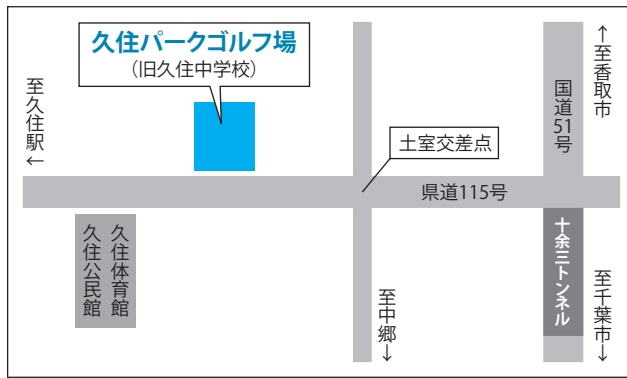 久住パークゴルフ場
（旧久住中学校）
至久住駅←
土室交差点
国道51号
↑至香取市
県道115号
久住体育館
久住公民館
至中郷↓
十余三トンネル
至千葉市↓